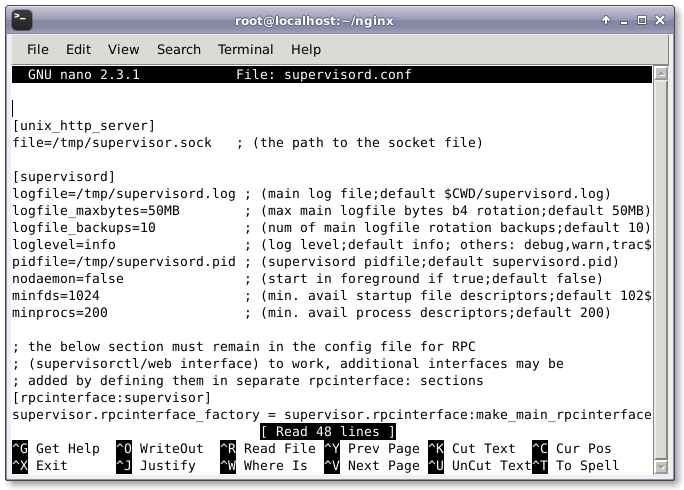 root@localhost:~/nginx
File Edit View Search Terminal Help
GNU nano 2.3.1 File: supervisord.conf
[unix_http_server]
file=/tmp/supervisor.sock ; (the path to the socket file)
[supervisord]
logfile=/tmp/supervisord.log ; (main log file;default $CWD/supervisord.log)
logfile_maxbytes=50MB ; (max main logfile bytes b4 rotation;default 50MB)
logfile_backups=10 ; (num of main logfile rotation backups;default 10)
loglevel=info ; (log level;default info; others: debug,warn,trac$
pidfile=/tmp/supervisord.pid ; (supervisord pidfile;default supervisord.pid)
nodaemon=false ; (start in foreground if true;default false)
minfds=1024 ; (min. avail startup file descriptors;default 102$
minprocs=200 ; (min. avail process descriptors;default 200)
; the below section must remain in the config file for RPC
; (supervisorctl/web interface) to work, additional interfaces may be
; added by defining them in separate rpcinterface: sections
[rpcinterface:supervisor]
supervisor.rpcinterface_factory = supervisor.rpcinterface:make_main_rpcinterface
[ Read 48 lines ]
^G Get Help ^O WriteOut ^R Read File ^Y Prev Page ^K Cut Text ^C Cur Pos
^X Exit ^J Justify ^W Where Is ^V Next Page ^U UnCut Text ^T To Spell